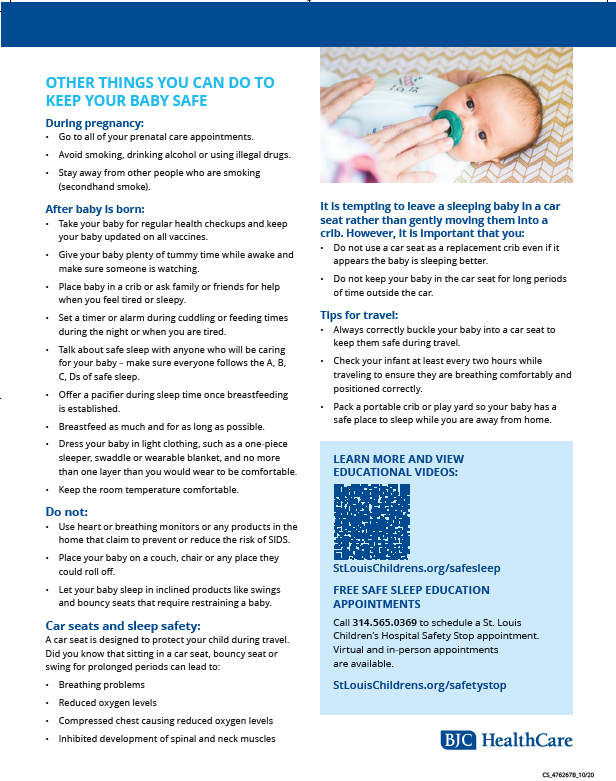 OTHER THINGS YOU CAN DO TO
KEEP YOUR BABY SAFE
During pregnancy:
• Go to all of your prenatal care appointments.
• Avoid smoking, drinking alcohol or using illegal drugs.
• Stay away from other people who are smoking
(secondhand smoke).
After baby is born:
• Take your baby for regular health checkups and keep
your baby updated on all vaccines.
• Give your baby plenty of tummy time while awake and
make sure someone is watching.
• Place baby in a crib or ask family or friends for help
when you feel tired or sleepy.
• Set a timer or alarm during cuddling or feeding times
during the night or when you are tired.
• Talk about safe sleep with anyone who will be caring
for your baby – make sure everyone follows the A, B,
C, Ds of safe sleep.
• Offer a pacifier during sleep time once breastfeeding
is established.
• Breastfeed as much and for as long as possible.
• Dress your baby in light clothing, such as a one-piece
sleeper, swaddle or wearable blanket, and no more
than one layer than you would wear to be comfortable.
• Keep the room temperature comfortable.
Do not:
• Use heart or breathing monitors or any products in the
home that claim to prevent or reduce the risk of SIDS.
• Place your baby on a couch, chair or any place they
could roll off.
• Let your baby sleep in inclined products like swings
and bouncy seats that require restraining a baby.
Car seats and sleep safety:
A car seat is designed to protect your child during travel.
Did you know that sitting in a car seat, bouncy seat or
swing for prolonged periods can lead to:
• Breathing problems
• Reduced oxygen levels
• Compressed chest causing reduced oxygen levels
• Inhibited development of spinal and neck muscles
It is tempting to leave a sleeping baby in a car
seat rather than gently moving them into a
crib. However, it is important that you:
• Do not use a car seat as a replacement crib even if it
appears the baby is sleeping better.
• Do not keep your baby in the car seat for long periods
of time outside the car.
Tips for travel:
• Always correctly buckle your baby into a car seat to
keep them safe during travel.
• Check your infant at least every two hours while
traveling to ensure they are breathing comfortably and
positioned correctly.
• Pack a portable crib or play yard so your baby has a
safe place to sleep while you are away from home.
LEARN MORE AND VIEW
EDUCATIONAL VIDEOS:
StLouisChildrens.org/safesleep
FREE SAFE SLEEP EDUCATION
APPOINTMENTS
Call 314.565.0369 to schedule a St. Louis
Children's Hospital Safety Stop appointment.
Virtual and in-person appointments
are available.
StLouisChildrens.org/safetystop
BJC HealthCare
CS_476267B_10/20